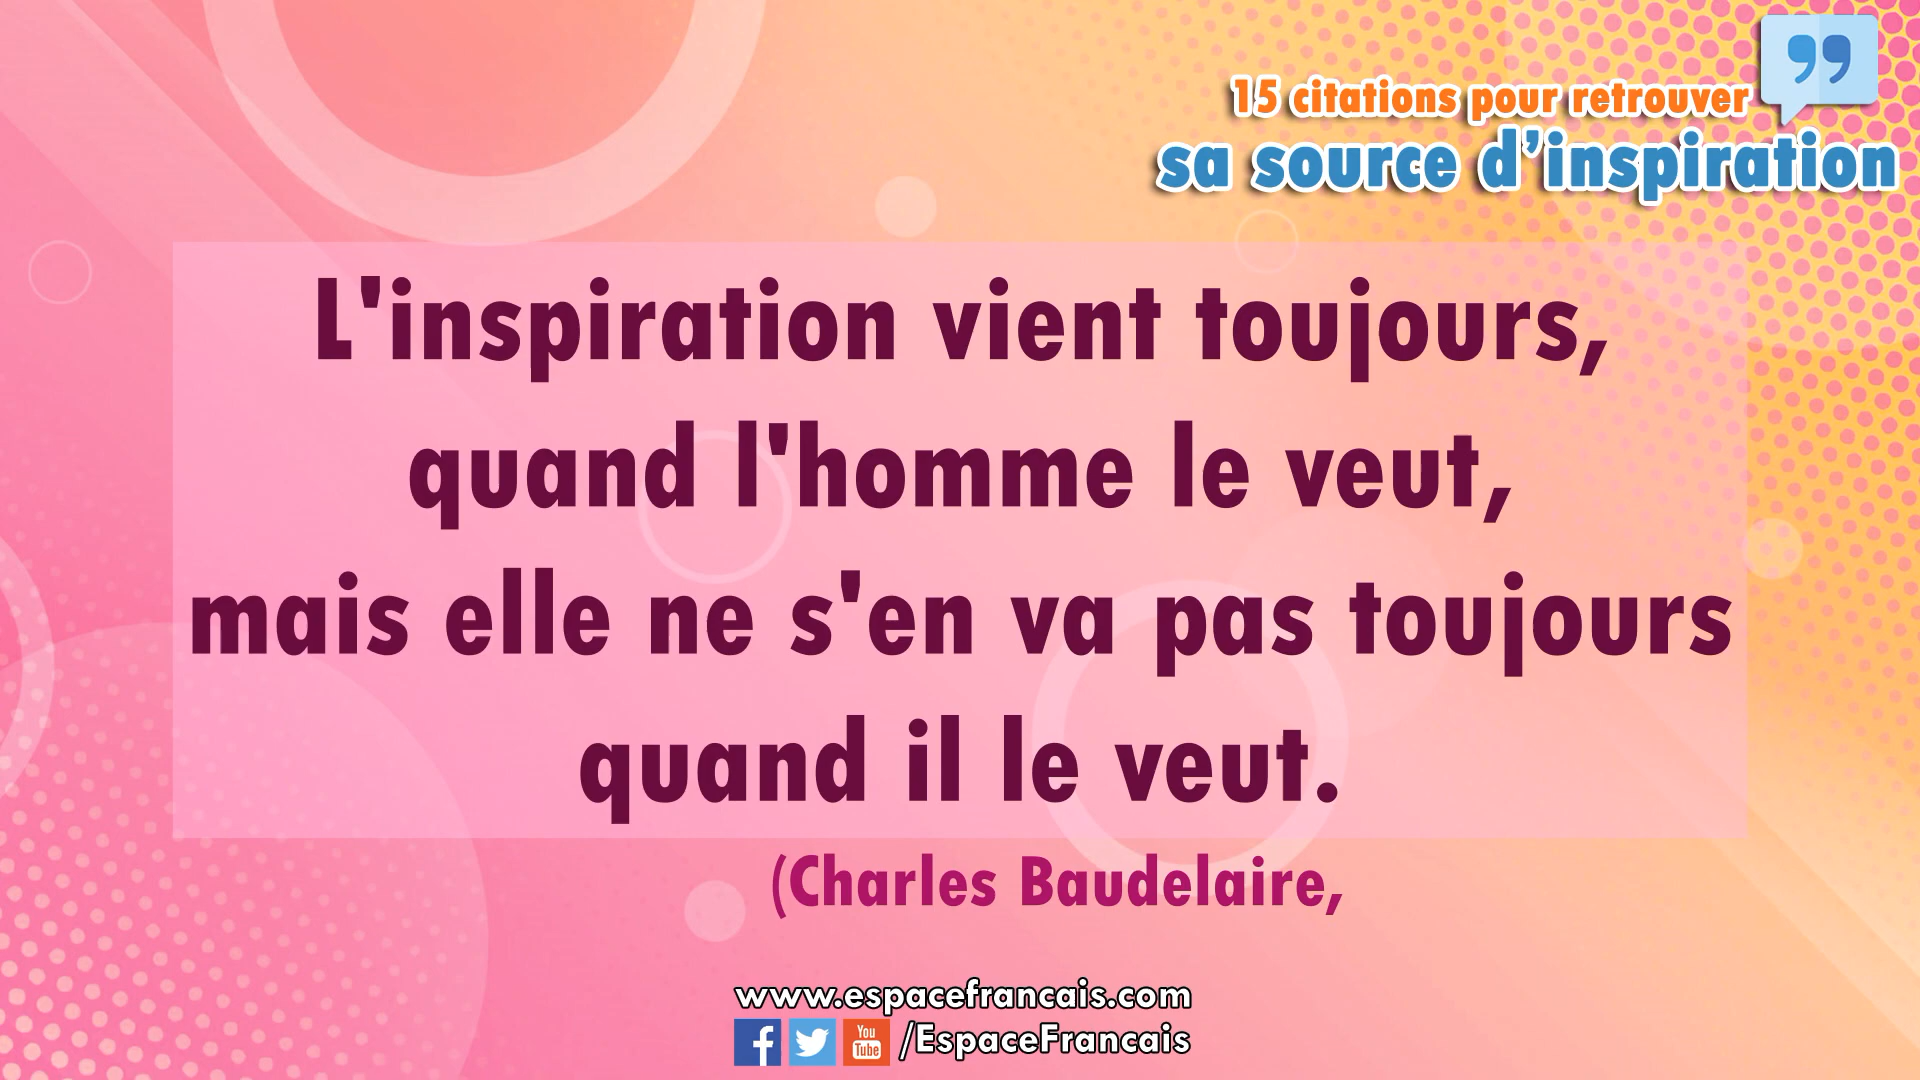 15 citations pour retrouver
sa source d’inspiration
L'inspiration vient toujours,
quand l'homme le veut,
mais elle ne s'en va pas toujours
quand il le veut.
(Charles Baudelaire,
www.espacefrancais.com
You Tube /EspaceFrancais